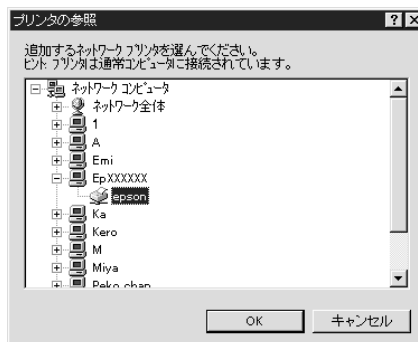 プリンタの参照
追加するネットワーク プリンタを選んでください。
ヒント: プリンタは通常コンピュータに接続されています。
ネットワーク コンピュータ
ネットワーク全体
1
A
Emi
EpXXXXXX
epson
Ka
Kero
M
Miya
Peko chan
OK
キャンセル